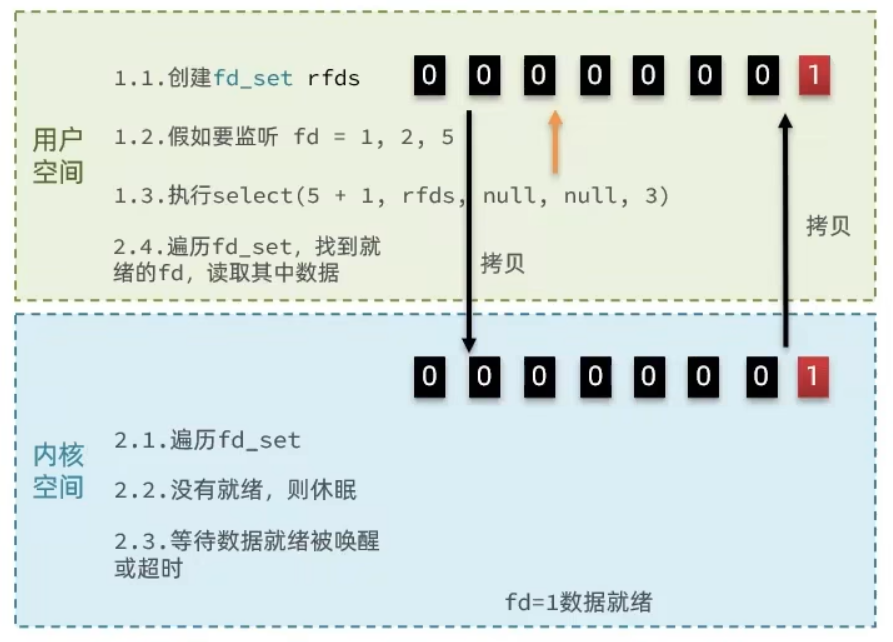 1.1.创建fd_set rfds
0 0 0 0 0 0 0 1
用户
空间
1.2.假如要监听 fd = 1, 2, 5
1.3.执行select(5 + 1, rfds, null, null, 3)
2.4.遍历fd_set，找到就
绪的fd，读取其中数据
拷贝
拷贝
0 0 0 0 0 0 0 1
内核
空间
2.1.遍历fd_set
2.2.没有就绪，则休眠
2.3.等待数据就绪被唤醒
或超时
fd=1数据就绪